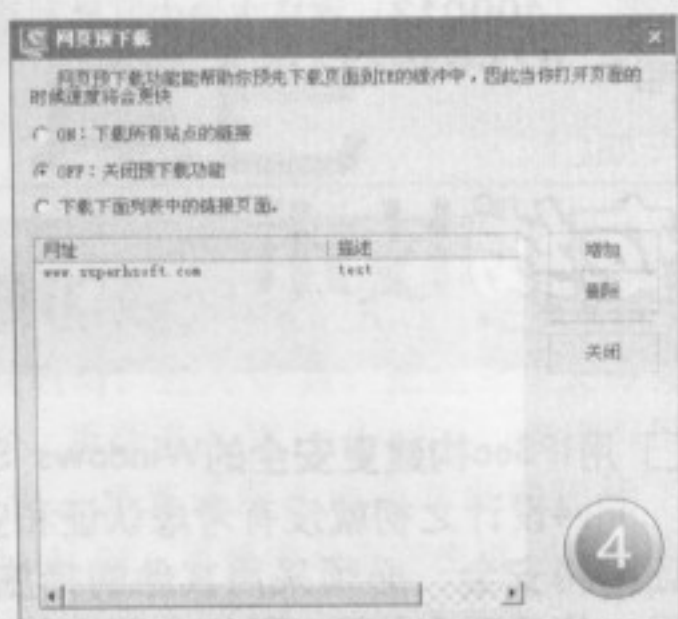 网页预下载
网页预下载功能能帮助你预先下载页面到IE的缓冲中，因此当你打开页面的
时候速度将会更快
ON：下载所有站点的链接
OFF：关闭预下载功能
下载下面列表中的链接页面。
网址 描述
www.superhsoft.com test
增加
删除
关闭
4